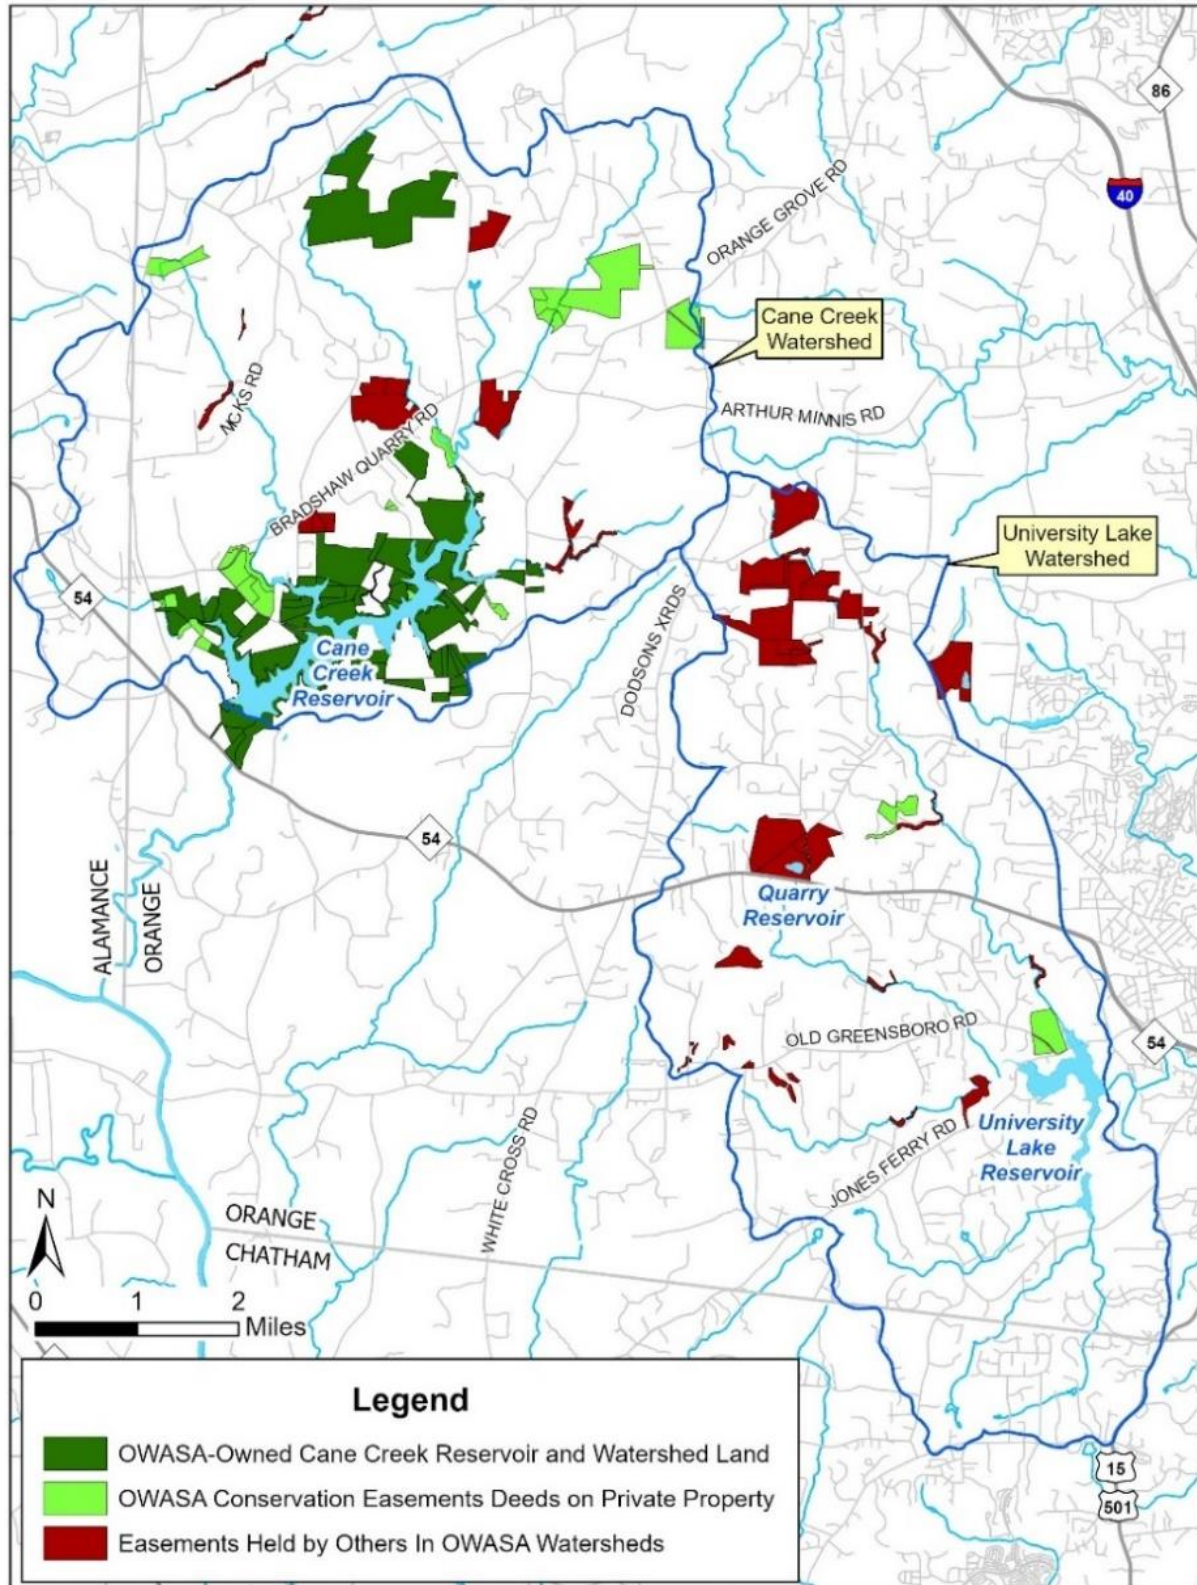 86
40
ORANGE GROVE RD
Cane Creek
Watershed
ARTHUR MINNIS RD
NICKS RD
BRADSHAW QUARRY RD
University Lake
Watershed
54
DODSONS XRDS
Cane
Creek
Reservoir
54
ALAMANCE
ORANGE
Quarry
Reservoir
OLD GREENSBORO RD
54
University
Lake
Reservoir
JONES FERRY RD
WHITE CROSS RD
N
ORANGE
CHATHAM
0 1 2
Miles
15
501
Legend
OWASA-Owned Cane Creek Reservoir and Watershed Land
OWASA Conservation Easements Deeds on Private Property
Easements Held by Others In OWASA Watersheds